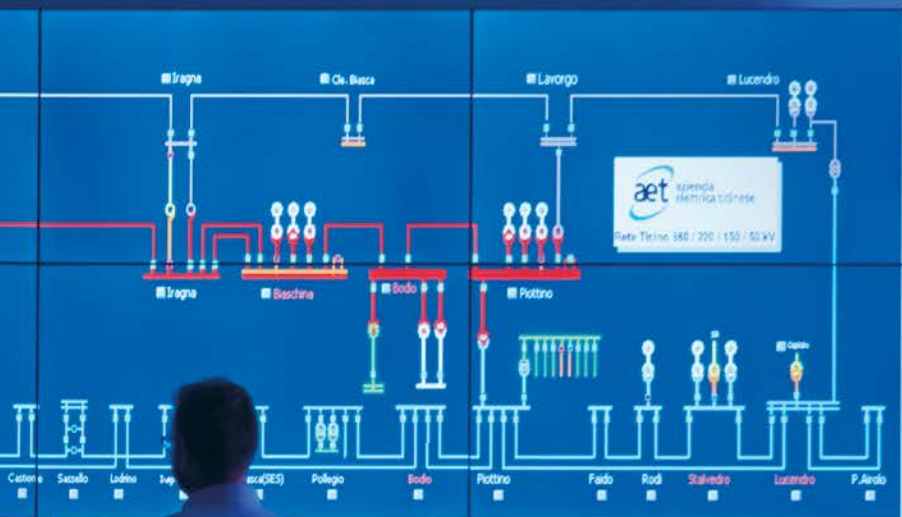 Iragna
Cle. Biasca
Lavorgo
Lucendro
aet azienda
elettrica ticinese
Rete Ticino 380 / 220 / 150 / 50 kV
Iragna
Biaschina
Bodio
Piottino
Castione
Sassello
Lodrino
Pollegio
Bodio
Piottino
Faido
Rodi
Stalvedro
Lucendro
P.Airolo